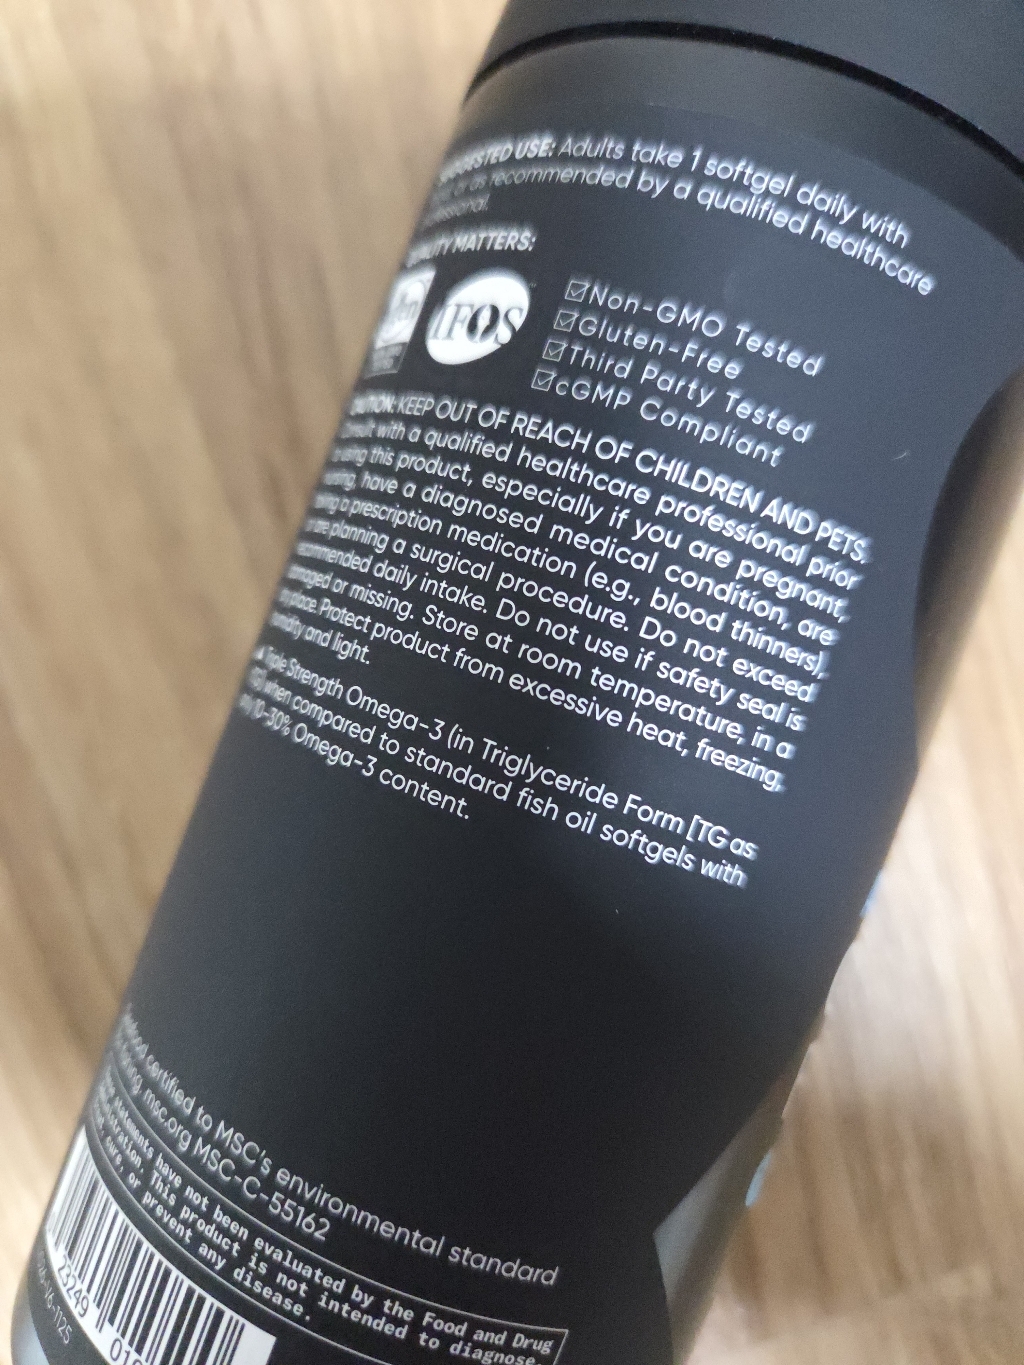 SUGGESTED USE: Adults take 1 softgel daily with
or as recommended by a qualified healthcare
professional.
QUALITY MATTERS:
IFOS
Non-GMO Tested
Gluten-Free
Third Party Tested
cGMP Compliant
CAUTION: KEEP OUT OF REACH OF CHILDREN AND PETS.
Consult with a qualified healthcare professional prior
to using this product, especially if you are pregnant,
nursing, have a diagnosed medical condition, are
taking a prescription medication (e.g., blood thinners),
or are planning a surgical procedure. Do not exceed
recommended daily intake. Do not use if safety seal is
damaged or missing. Store at room temperature, in a
dry place. Protect product from excessive heat, freezing,
humidity and light.
Triple Strength Omega-3 (in Triglyceride Form [TG as
when compared to standard fish oil softgels with
only 10-30% Omega-3 content.
certified to MSC's environmental standard
msc.org MSC-C-55162
statements have not been evaluated by the Food and Drug
Administration. This product is not intended to diagnose,
treat, cure, or prevent any disease.
23249